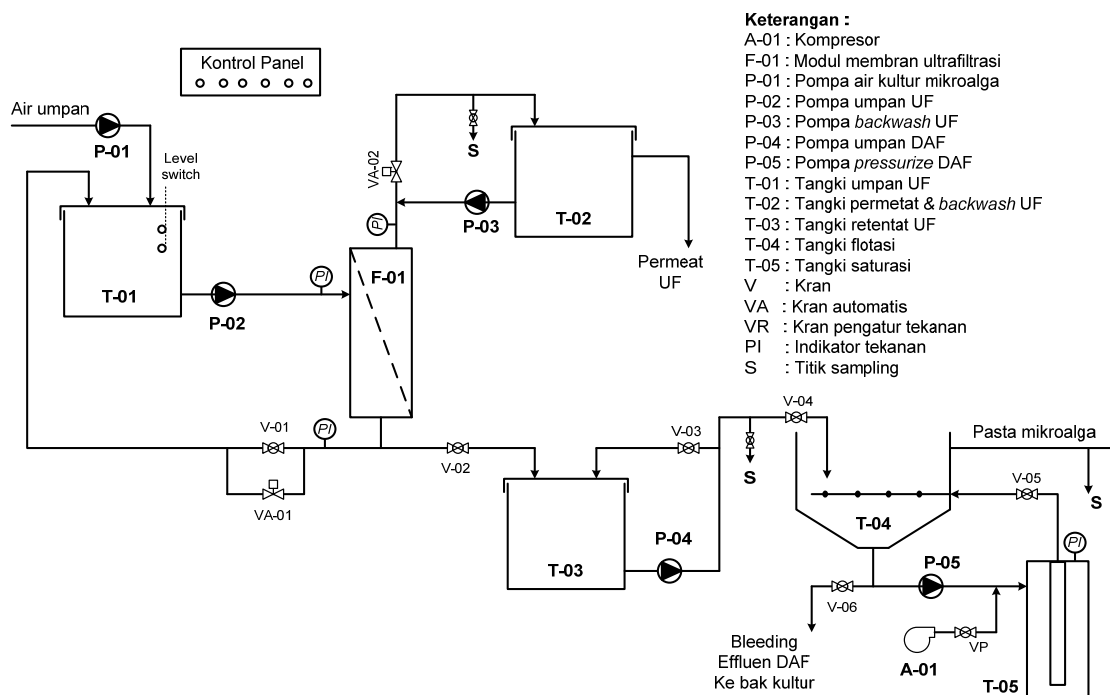 Keterangan :
A-01 : Kompresor
F-01 : Modul membran ultrafiltrasi
P-01 : Pompa air kultur mikroalga
P-02 : Pompa umpan UF
P-03 : Pompa backwash UF
P-04 : Pompa umpan DAF
P-05 : Pompa pressurize DAF
T-01 : Tangki umpan UF
T-02 : Tangki permetat & backwash UF
T-03 : Tangki retentat UF
T-04 : Tangki flotasi
T-05 : Tangki saturasi
V : Kran
VA : Kran automatis
VR : Kran pengatur tekanan
PI : Indikator tekanan
S : Titik sampling
Kontrol Panel
Air umpan
P-01
Level
switch
T-01
P-02
PI
F-01
PI
VA-02
S
P-03
T-02
Permeat
UF
V-01
PI
VA-01
V-02
V-03
T-03
P-04
S
V-04
T-04
Pasta mikroalga
S
V-05
PI
P-05
V-06
VP
A-01
T-05
Bleeding
Effluen DAF
Ke bak kultur